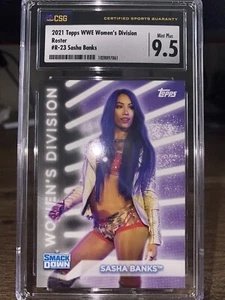 CSG
CERTIFIED SPORTS GUARANTY
2021 Topps WWE Women's Division
Roster
#R-23 Sasha Banks
Mint Plus
9.5
Topps
WOMEN'S DIVISION
SMACK
DOWN
SASHA BANKS™